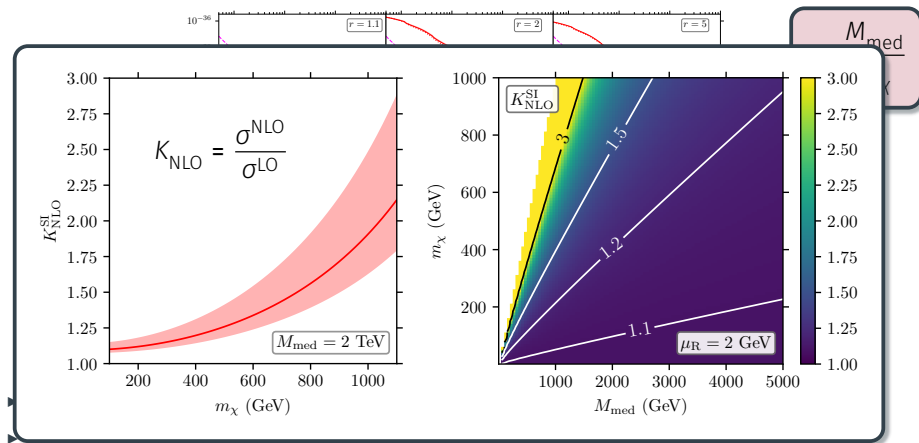 10⁻³⁶
r = 1.1
r = 2
r = 5
M_med
χ
3.00
2.75
2.50
2.25
2.00
1.75
1.50
1.25
1.00
K^SI_NLO
K_NLO = σ^NLO / σ^LO
M_med = 2 TeV
200 400 600 800 1000
m_χ (GeV)
1000
800
600
400
200
m_χ (GeV)
K^SI_NLO
3
1.5
1.2
1.1
μ_R = 2 GeV
1000 2000 3000 4000 5000
M_med (GeV)
3.00
2.75
2.50
2.25
2.00
1.75
1.50
1.25
1.00